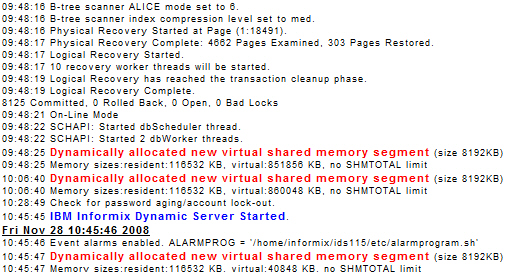 09:48:16 B-tree scanner ALICE mode set to 6.
09:48:16 B-tree scanner index compression level set to med.
09:48:16 Physical Recovery Started at Page (1:18491).
09:48:17 Physical Recovery Complete: 4662 Pages Examined, 303 Pages Restored.
09:48:17 Logical Recovery Started.
09:48:17 10 recovery worker threads will be started.
09:48:19 Logical Recovery has reached the transaction cleanup phase.
09:48:19 Logical Recovery Complete.
8125 Committed, 0 Rolled Back, 0 Open, 0 Bad Locks
09:48:21 On-Line Mode
09:48:22 SCHAPI: Started dbScheduler thread.
09:48:22 SCHAPI: Started 2 dbWorker threads.
09:48:25 Dynamically allocated new virtual shared memory segment (size 8192KB)
09:48:25 Memory sizes:resident:116532 KB, virtual:851856 KB, no SHMTOTAL limit
10:06:40 Dynamically allocated new virtual shared memory segment (size 8192KB)
10:06:40 Memory sizes:resident:116532 KB, virtual:860048 KB, no SHMTOTAL limit
10:28:49 Check for password aging/account lock-out.
10:45:45 IBM Informix Dynamic Server Started.
Fri Nov 28 10:45:46 2008
10:45:46 Event alarms enabled. ALARMPROG = '/home/informix/ids115/etc/alarmprogram.sh'
10:45:47 Dynamically allocated new virtual shared memory segment (size 8192KB)
10:45:47 Memory sizes:resident:116532 KB, virtual:40848 KB, no SHMTOTAL limit